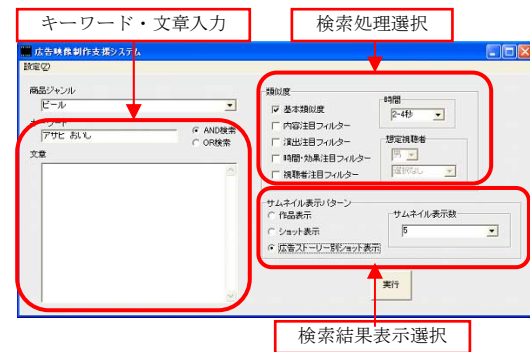 キーワード・文章入力
検索処理選択
広告映像制作支援システム
設定(Z)
商品ジャンル
ビール
キーワード
アサヒ おいし
AND検索
OR検索
文章
類似度
基本類似度
内容注目フィルター
演出注目フィルター
時間・効果注目フィルター
視聴者注目フィルター
時間
2-4秒
想定視聴者
男
選択なし
サムネイル表示パターン
作品表示
ショット表示
広告ストーリー別ショット表示
サムネイル表示数
5
実行
検索結果表示選択